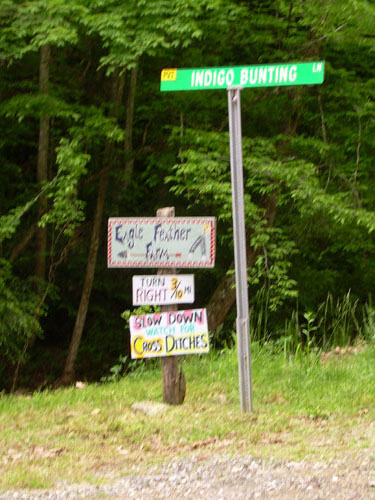 PVT INDIGO BUNTING LN
Eagle Feather
Farm
TURN
RIGHT 3/10 MI
SLOW DOWN
WATCH FOR
CROSS DITCHES